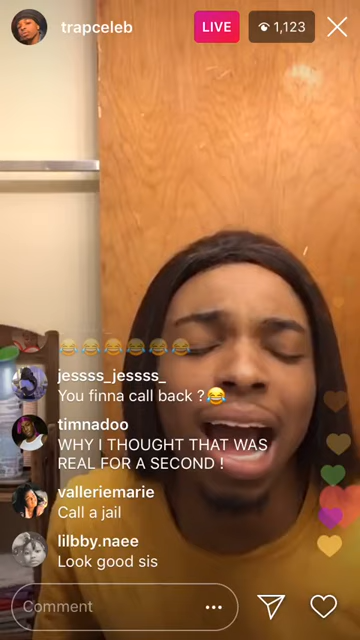 trapceleb
LIVE
1,123
😂😂😂😂😂😂
jessss_jessss_
You finna call back ?😂
timnadoo
WHY I THOUGHT THAT WAS
REAL FOR A SECOND !
valleriemarie
Call a jail
lilbby.naee
Look good sis
Comment